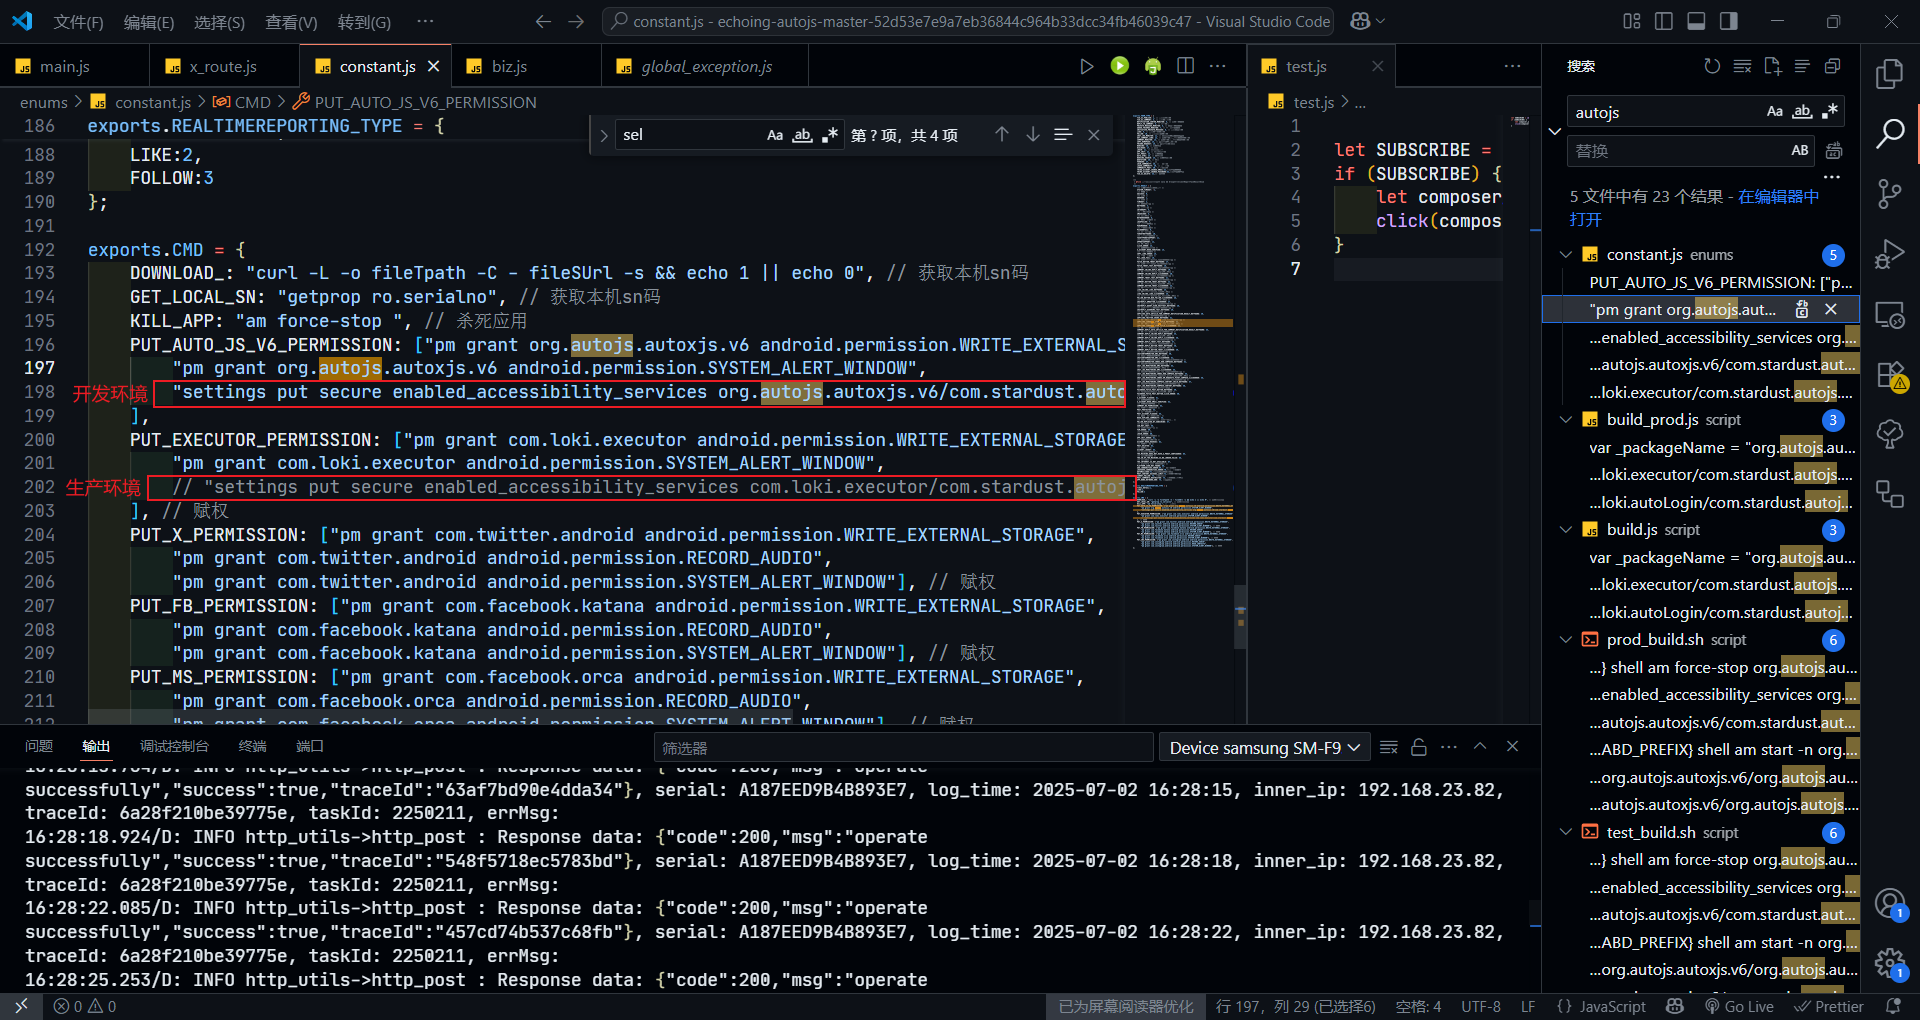 文件(F) 编辑(E) 选择(S) 查看(V) 转到(G) ···
constant.js - echoing-autojs-master-52d53e7e9a7eb36844c964b33dcc34fb46039c47 - Visual Studio Code
main.js x_route.js constant.js biz.js global_exception.js
enums > constant.js > CMD > PUT_AUTO_JS_V6_PERMISSION
sel Aa ab 第 ? 项，共 4 项
186 exports.REALTIMEREPORTING_TYPE = {
188 LIKE:2,
189 FOLLOW:3
190 };
191
192 exports.CMD = {
193 DOWNLOAD_: "curl -L -o fileTpath -C - fileSUrl -s && echo 1 || echo 0", // 获取本机sn码
194 GET_LOCAL_SN: "getprop ro.serialno", // 获取本机sn码
195 KILL_APP: "am force-stop ", // 杀死应用
196 PUT_AUTO_JS_V6_PERMISSION: ["pm grant org.autojs.autoxjs.v6 android.permission.WRITE_EXTERNAL_S
197 "pm grant org.autojs.autoxjs.v6 android.permission.SYSTEM_ALERT_WINDOW",
开发环境
198 "settings put secure enabled_accessibility_services org.autojs.autoxjs.v6/com.stardust.auto
199 ],
200 PUT_EXECUTOR_PERMISSION: ["pm grant com.loki.executor android.permission.WRITE_EXTERNAL_STORAGE
201 "pm grant com.loki.executor android.permission.SYSTEM_ALERT_WINDOW",
生产环境
202 // "settings put secure enabled_accessibility_services com.loki.executor/com.stardust.autoj
203 ], // 赋权
204 PUT_X_PERMISSION: ["pm grant com.twitter.android android.permission.WRITE_EXTERNAL_STORAGE",
205 "pm grant com.twitter.android android.permission.RECORD_AUDIO",
206 "pm grant com.twitter.android android.permission.SYSTEM_ALERT_WINDOW"], // 赋权
207 PUT_FB_PERMISSION: ["pm grant com.facebook.katana android.permission.WRITE_EXTERNAL_STORAGE",
208 "pm grant com.facebook.katana android.permission.RECORD_AUDIO",
209 "pm grant com.facebook.katana android.permission.SYSTEM_ALERT_WINDOW"], // 赋权
210 PUT_MS_PERMISSION: ["pm grant com.facebook.orca android.permission.WRITE_EXTERNAL_STORAGE",
211 "pm grant com.facebook.orca android.permission.RECORD_AUDIO",
212 "pm grant com.facebook.orca android.permission.SYSTEM_ALERT_WINDOW"], // 赋权
test.js
test.js > ...
1
2 let SUBSCRIBE =
3 if (SUBSCRIBE) {
4 let composer
5 click(compos
6 }
7
搜索
autojs Aa ab
替换 AB
5 文件中有 23 个结果 - 在编辑器中
打开
constant.js enums 5
PUT_AUTO_JS_V6_PERMISSION: ["p...
"pm grant org.autojs.aut...
...enabled_accessibility_services org....
...autojs.autoxjs.v6/com.stardust.aut...
...loki.executor/com.stardust.autojs....
build_prod.js script 3
var _packageName = "org.autojs.au...
...loki.executor/com.stardust.autojs....
...loki.autoLogin/com.stardust.autoj...
build.js script 3
var _packageName = "org.autojs.au...
...loki.executor/com.stardust.autojs....
...loki.autoLogin/com.stardust.autoj...
prod_build.sh script 6
...} shell am force-stop org.autojs.au...
...enabled_accessibility_services org....
...autojs.autoxjs.v6/com.stardust.aut...
...ABD_PREFIX} shell am start -n org....
...org.autojs.autoxjs.v6/org.autojs.au...
...autojs.autoxjs.v6/org.autojs.autojs....
test_build.sh script 6
...} shell am force-stop org.autojs.au...
...enabled_accessibility_services org....
...autojs.autoxjs.v6/com.stardust.aut...
...ABD_PREFIX} shell am start -n org....
...org.autojs.autoxjs.v6/org.autojs.au...
1
1
问题 输出 调试控制台 终端 端口
筛选器
Device samsung SM-F9
successfully","success":true,"traceId":"63af7bd90e4dda34"}, serial: A187EED9B4B893E7, log_time: 2025-07-02 16:28:15, inner_ip: 192.168.23.82,
traceId: 6a28f210be39775e, taskId: 2250211, errMsg:
16:28:18.924/D: INFO http_utils->http_post : Response data: {"code":200,"msg":"operate
successfully","success":true,"traceId":"548f5718ec5783bd"}, serial: A187EED9B4B893E7, log_time: 2025-07-02 16:28:18, inner_ip: 192.168.23.82,
traceId: 6a28f210be39775e, taskId: 2250211, errMsg:
16:28:22.085/D: INFO http_utils->http_post : Response data: {"code":200,"msg":"operate
successfully","success":true,"traceId":"457cd74b537c68fb"}, serial: A187EED9B4B893E7, log_time: 2025-07-02 16:28:22, inner_ip: 192.168.23.82,
traceId: 6a28f210be39775e, taskId: 2250211, errMsg:
16:28:25.253/D: INFO http_utils->http_post : Response data: {"code":200,"msg":"operate
0 0
已为屏幕阅读器优化 行 197，列 29 (已选择6) 空格: 4 UTF-8 LF {} JavaScript Go Live Prettier